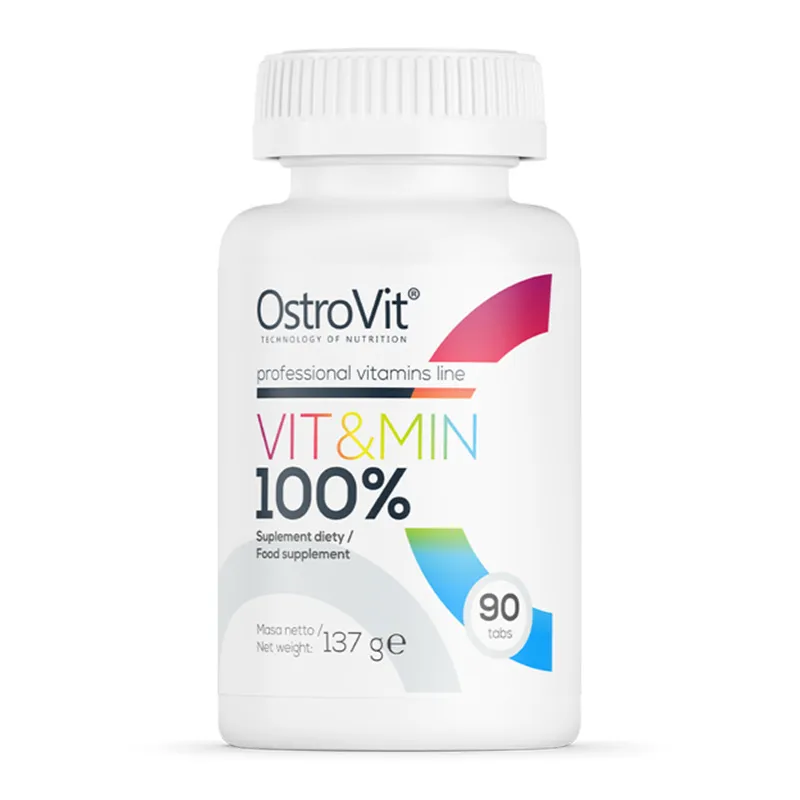 OstroVit®
TECHNOLOGY OF NUTRITION
professional vitamins line
VIT&MIN
100%
Suplement diety /
Food supplement
90
tabs
Masa netto /
Net weight: 137 g ℮